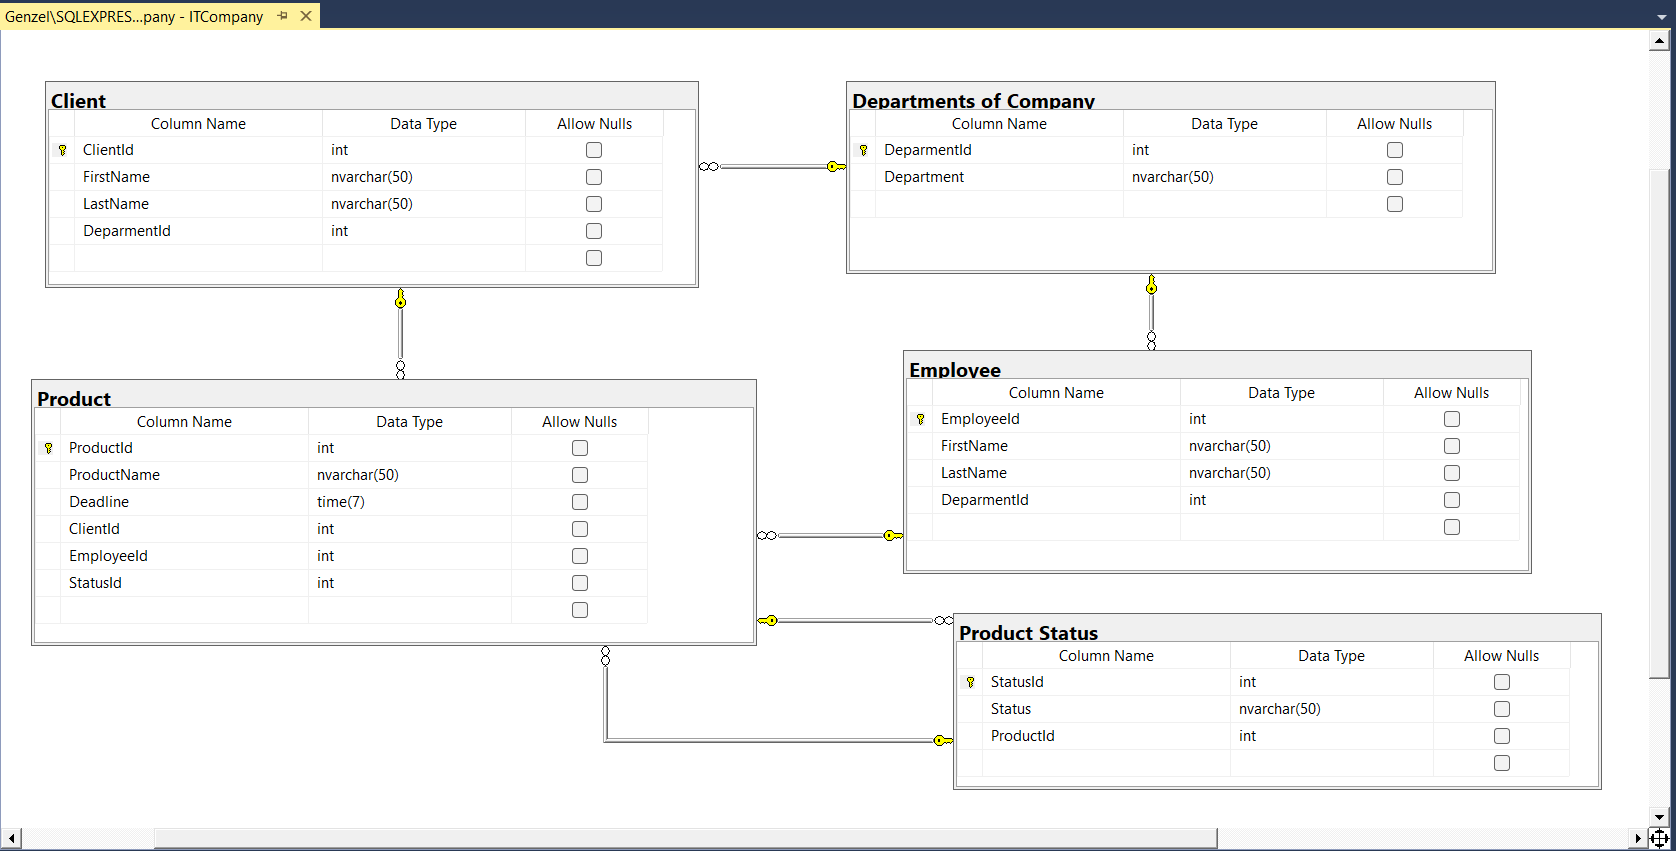 Genzel\SQLEXPRES...pany - ITCompany
Client
Column Name Data Type Allow Nulls
ClientId int
FirstName nvarchar(50)
LastName nvarchar(50)
DeparmentId int
Departments of Company
Column Name Data Type Allow Nulls
DeparmentId int
Department nvarchar(50)
Product
Column Name Data Type Allow Nulls
ProductId int
ProductName nvarchar(50)
Deadline time(7)
ClientId int
EmployeeId int
StatusId int
Employee
Column Name Data Type Allow Nulls
EmployeeId int
FirstName nvarchar(50)
LastName nvarchar(50)
DeparmentId int
Product Status
Column Name Data Type Allow Nulls
StatusId int
Status nvarchar(50)
ProductId int